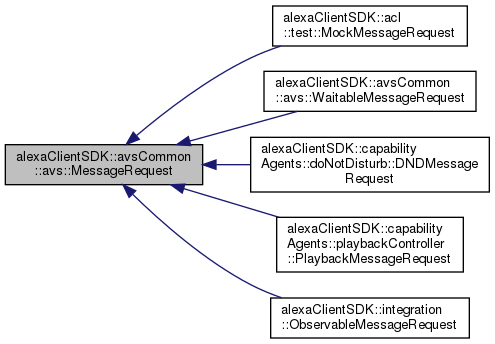 alexaClientSDK::acl
::test::MockMessageRequest
alexaClientSDK::avsCommon
::avs::WaitableMessageRequest
alexaClientSDK::avsCommon
::avs::MessageRequest
alexaClientSDK::capability
Agents::doNotDisturb::DNDMessage
Request
alexaClientSDK::capability
Agents::playbackController
::PlaybackMessageRequest
alexaClientSDK::integration
::ObservableMessageRequest